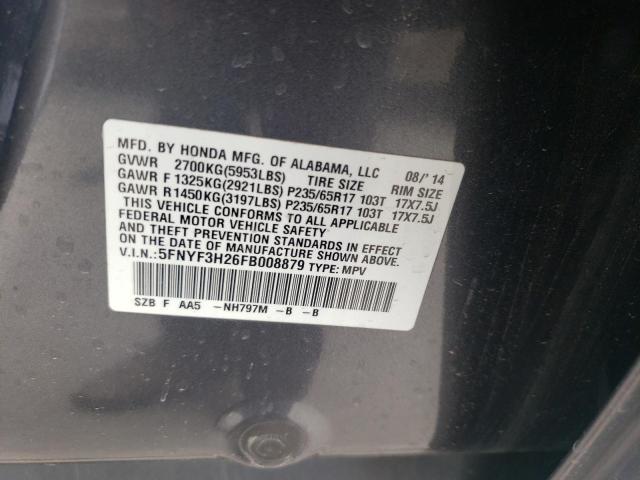 MFD. BY HONDA MFG. OF ALABAMA, LLC 08/'14
GVWR 2700KG(5953LBS) TIRE SIZE RIM SIZE
GAWR F 1325KG(2921LBS) P235/65R17 103T 17X7.5J
GAWR R1450KG(3197LBS) P235/65R17 103T 17X7.5J
THIS VEHICLE CONFORMS TO ALL APPLICABLE
FEDERAL MOTOR VEHICLE SAFETY
AND THEFT PREVENTION STANDARDS IN EFFECT
ON THE DATE OF MANUFACTURE SHOWN ABOVE.
V.I.N.:5FNYF3H26FB008879 TYPE: MPV
SZB F AA5 -NH797M -B -B